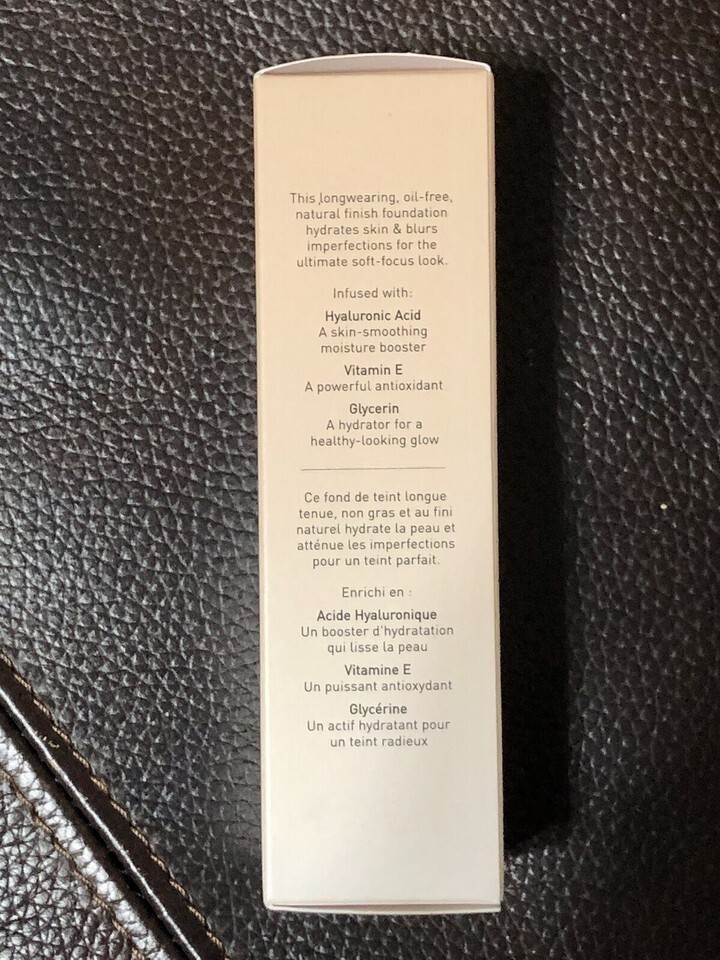 This longwearing, oil-free,
natural finish foundation
hydrates skin & blurs
imperfections for the
ultimate soft-focus look.
Infused with:
Hyaluronic Acid
A skin-smoothing
moisture booster
Vitamin E
A powerful antioxidant
Glycerin
A hydrator for a
healthy-looking glow
Ce fond de teint longue
tenue, non gras et au fini
naturel hydrate la peau et
atténue les imperfections
pour un teint parfait.
Enrichi en :
Acide Hyaluronique
Un booster d'hydratation
qui lisse la peau
Vitamine E
Un puissant antioxydant
Glycérine
Un actif hydratant pour
un teint radieux